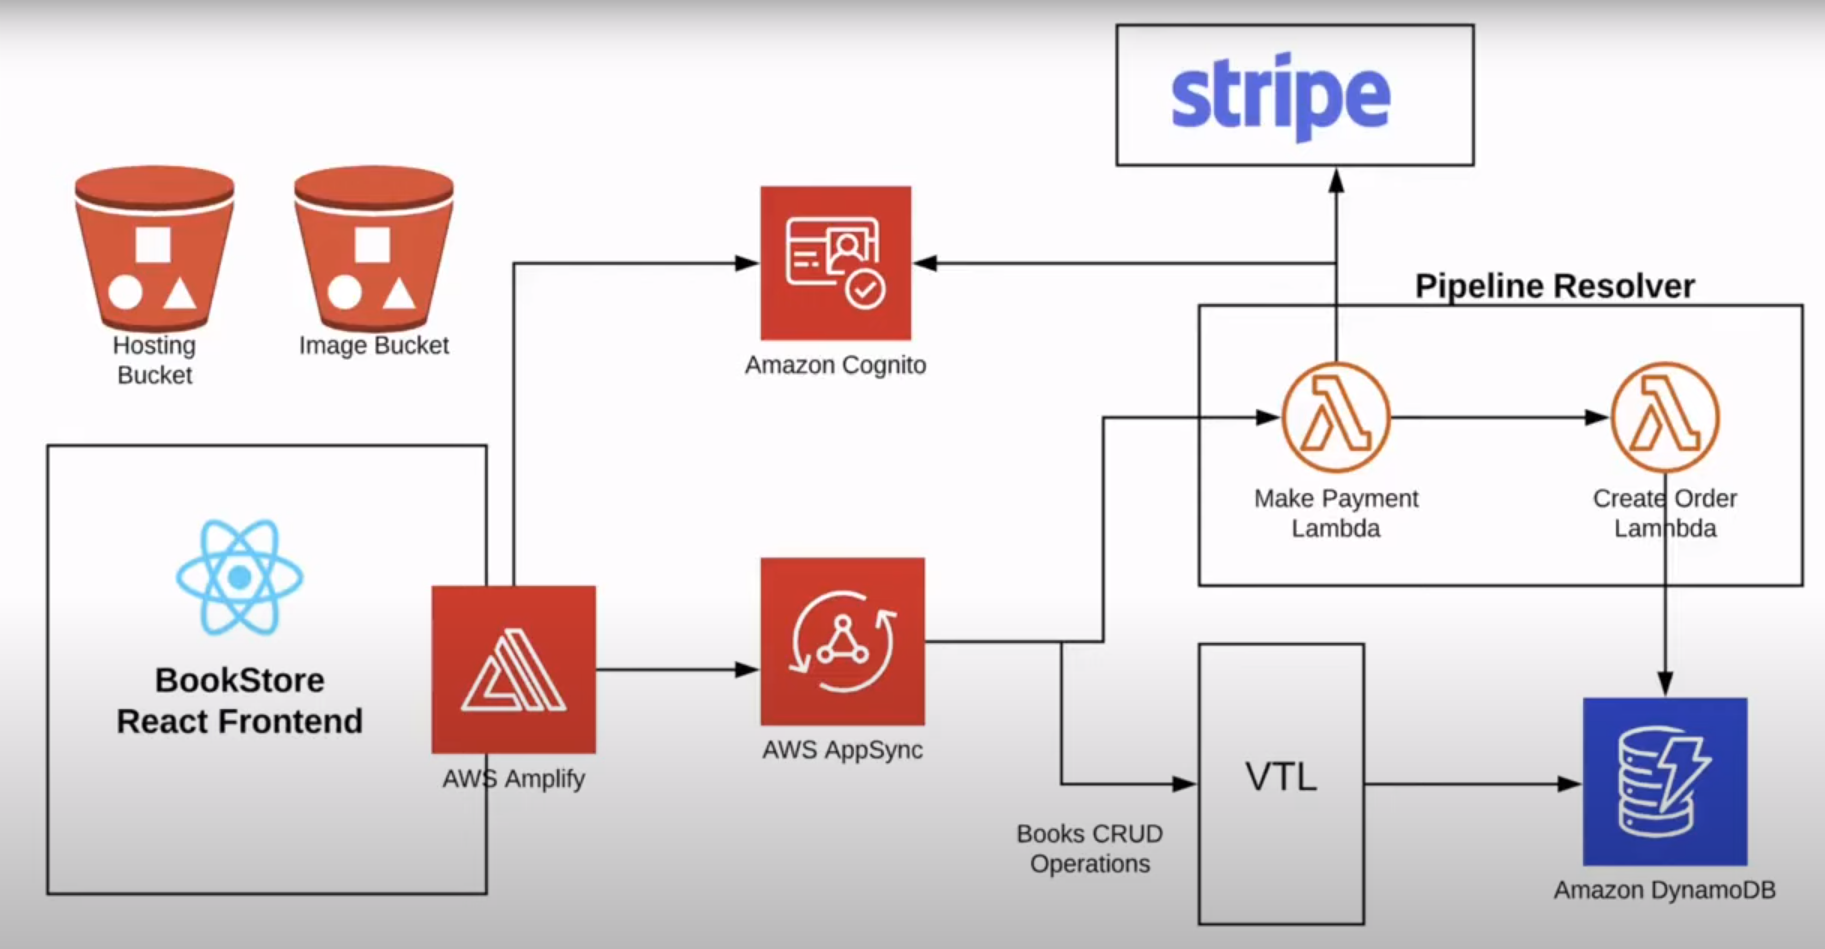 stripe
Hosting
Bucket
Image Bucket
Amazon Cognito
Pipeline Resolver
Make Payment
Lambda
Create Order
Lamnbda
BookStore
React Frontend
AWS Amplify
AWS AppSync
Books CRUD
Operations
VTL
Amazon DynamoDB